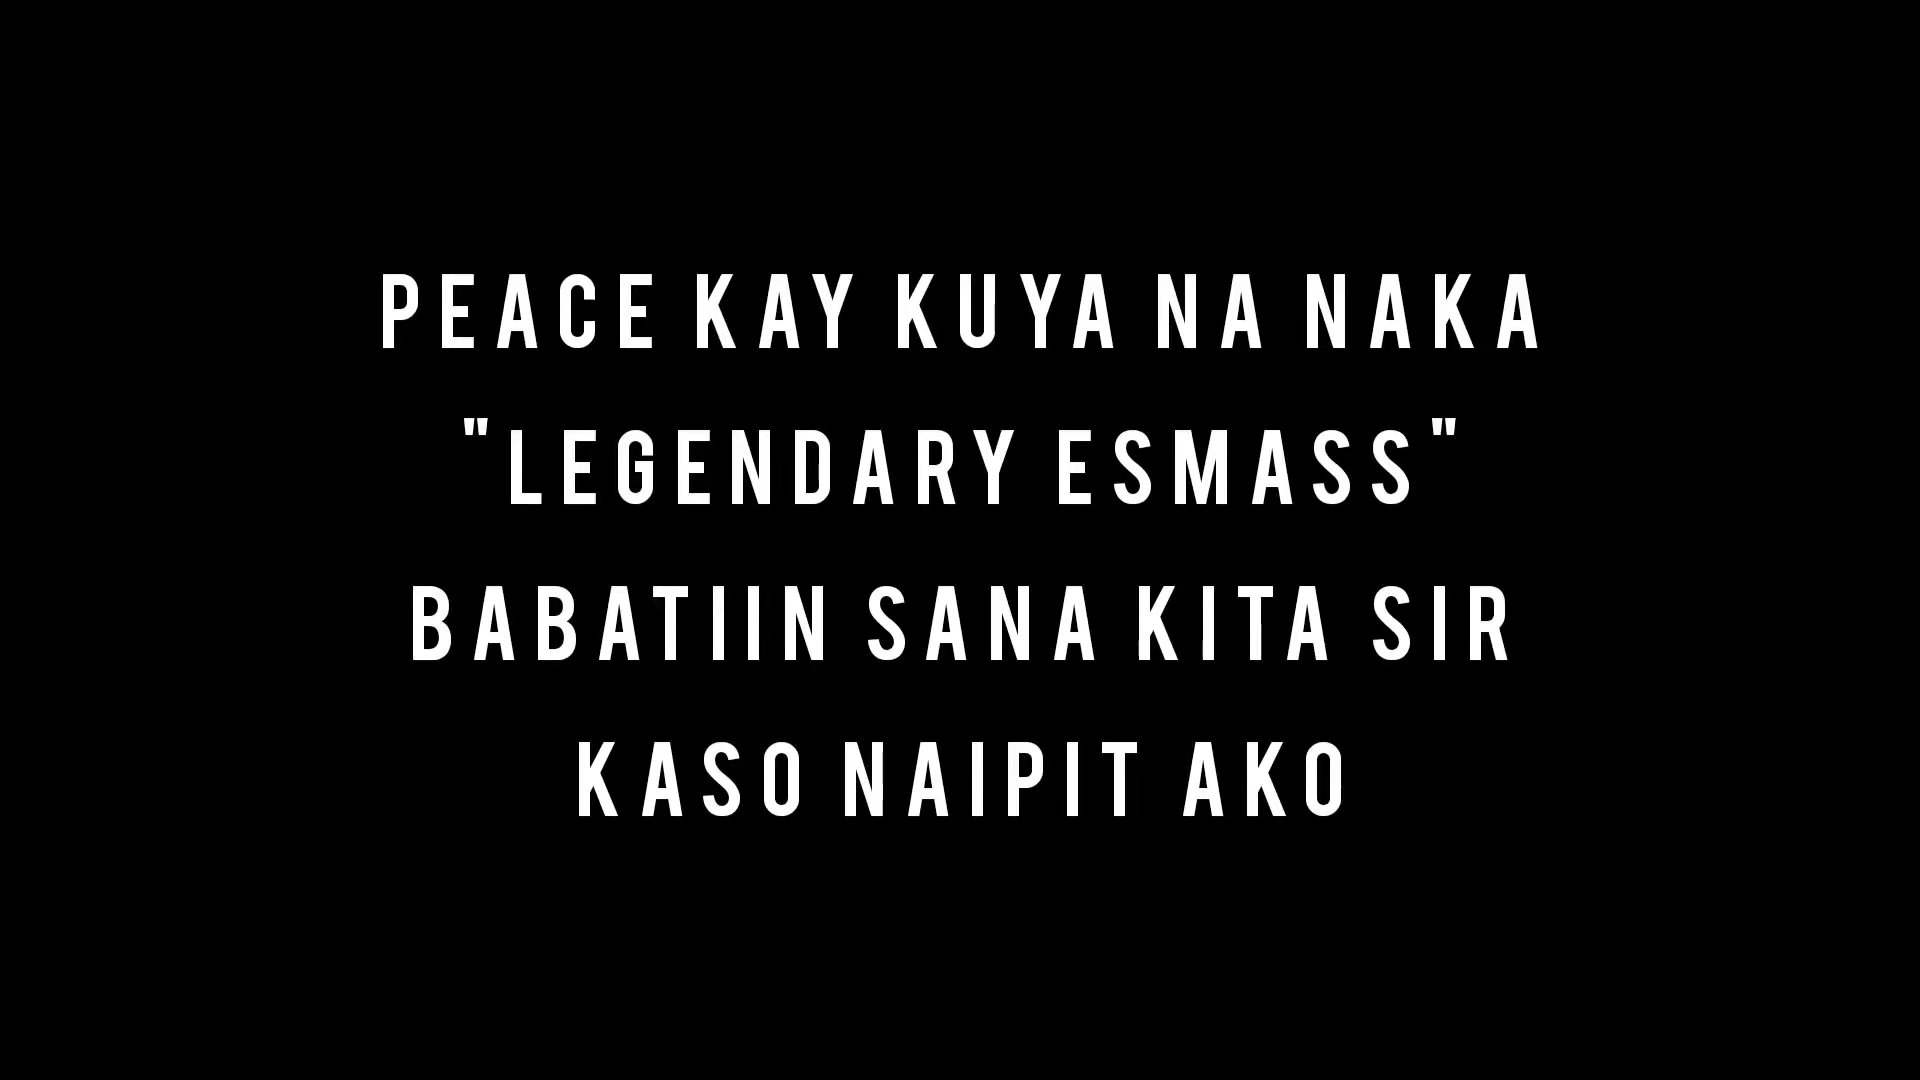 PEACE KAY KUYA NA NAKA
"LEGENDARY ESMASS"
BABATIIN SANA KITA SIR
KASO NAIPIT AKO